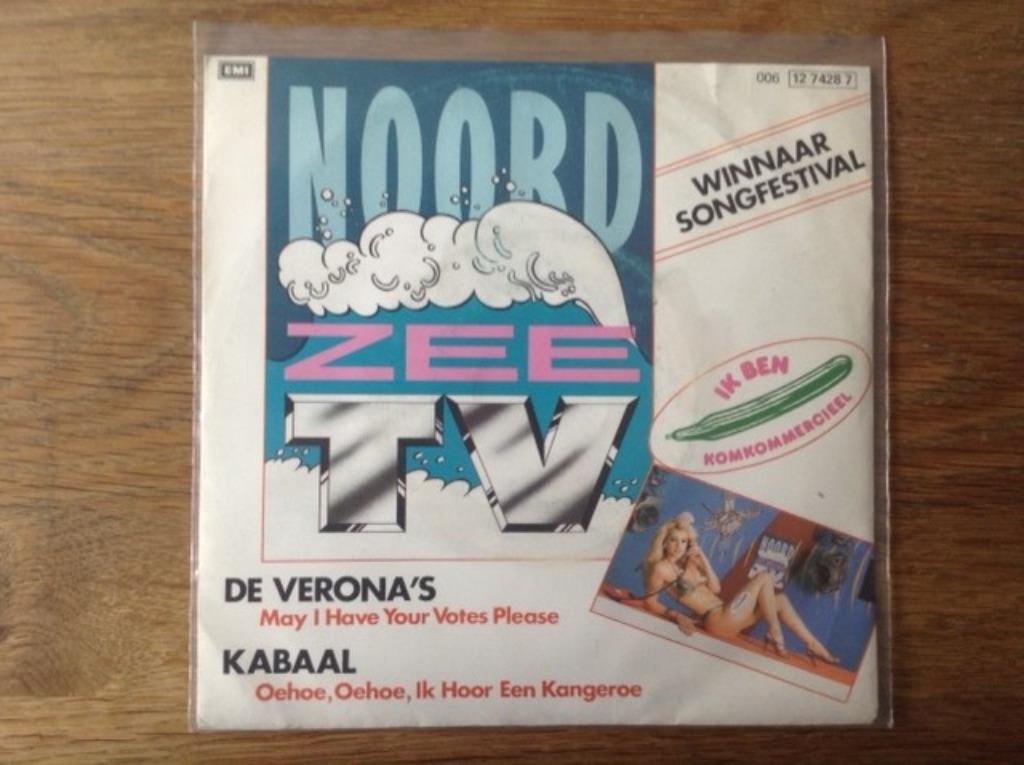 EMI
006 12 7428 7
NOORD
ZEE
TV
WINNAAR
SONGFESTIVAL
IK BEN
KOMKOMMERCIEEL
NOORD
DE VERONA'S
May I Have Your Votes Please
KABAAL
Oehoe, Oehoe, Ik Hoor Een Kangeroe